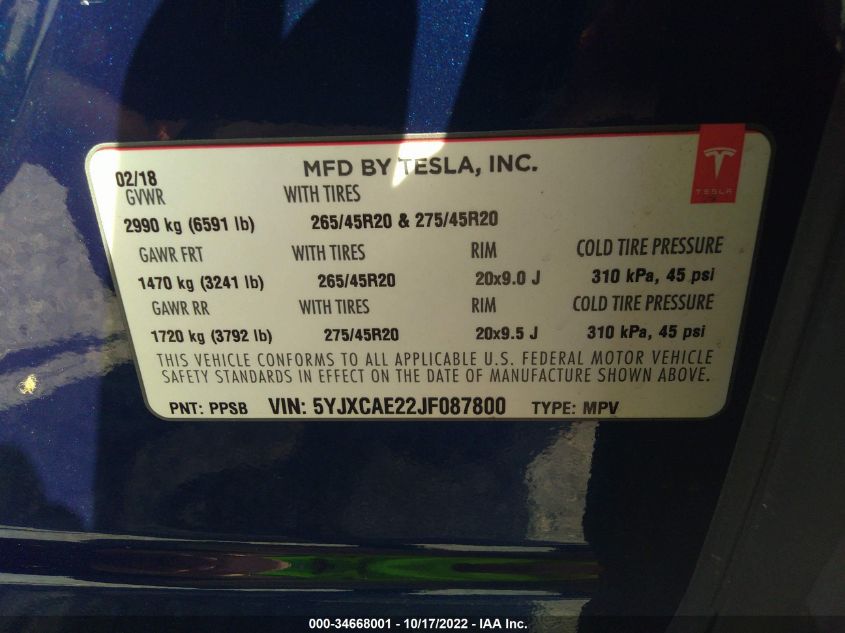 02/18 MFD BY TESLA, INC.
TESLA
GVWR WITH TIRES
2990 kg (6591 lb) 265/45R20 & 275/45R20
GAWR FRT WITH TIRES RIM COLD TIRE PRESSURE
1470 kg (3241 lb) 265/45R20 20x9.0 J 310 kPa, 45 psi
GAWR RR WITH TIRES RIM COLD TIRE PRESSURE
1720 kg (3792 lb) 275/45R20 20x9.5 J 310 kPa, 45 psi
THIS VEHICLE CONFORMS TO ALL APPLICABLE U.S. FEDERAL MOTOR VEHICLE
SAFETY STANDARDS IN EFFECT ON THE DATE OF MANUFACTURE SHOWN ABOVE.
PNT: PPSB VIN: 5YJXCAE22JF087800 TYPE: MPV
000-34668001 - 10/17/2022 - IAA Inc.